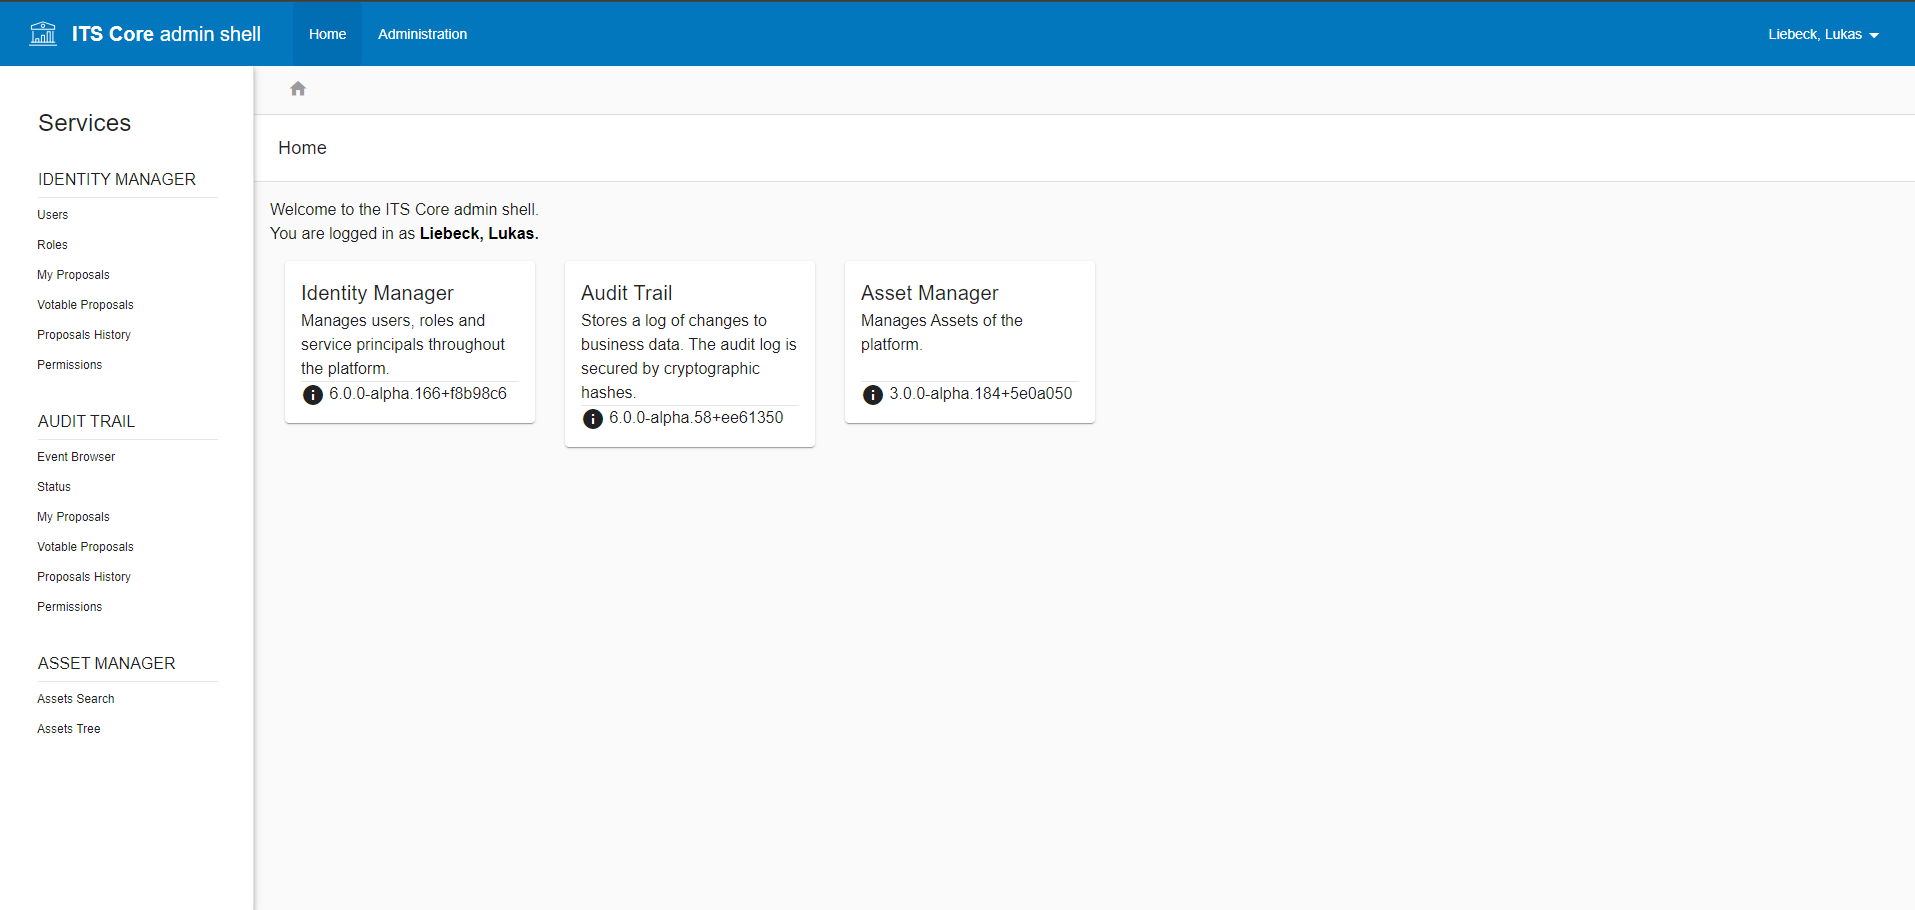 ITS Core admin shell
Home
Administration
Liebeck, Lukas
Services
IDENTITY MANAGER
Users
Roles
My Proposals
Votable Proposals
Proposals History
Permissions
AUDIT TRAIL
Event Browser
Status
My Proposals
Votable Proposals
Proposals History
Permissions
ASSET MANAGER
Assets Search
Assets Tree
Home
Welcome to the ITS Core admin shell.
You are logged in as Liebeck, Lukas.
Identity Manager
Manages users, roles and
service principals throughout
the platform.
6.0.0-alpha.166+f8b98c6
Audit Trail
Stores a log of changes to
business data. The audit log is
secured by cryptographic
hashes.
6.0.0-alpha.58+ee61350
Asset Manager
Manages Assets of the
platform.
3.0.0-alpha.184+5e0a050